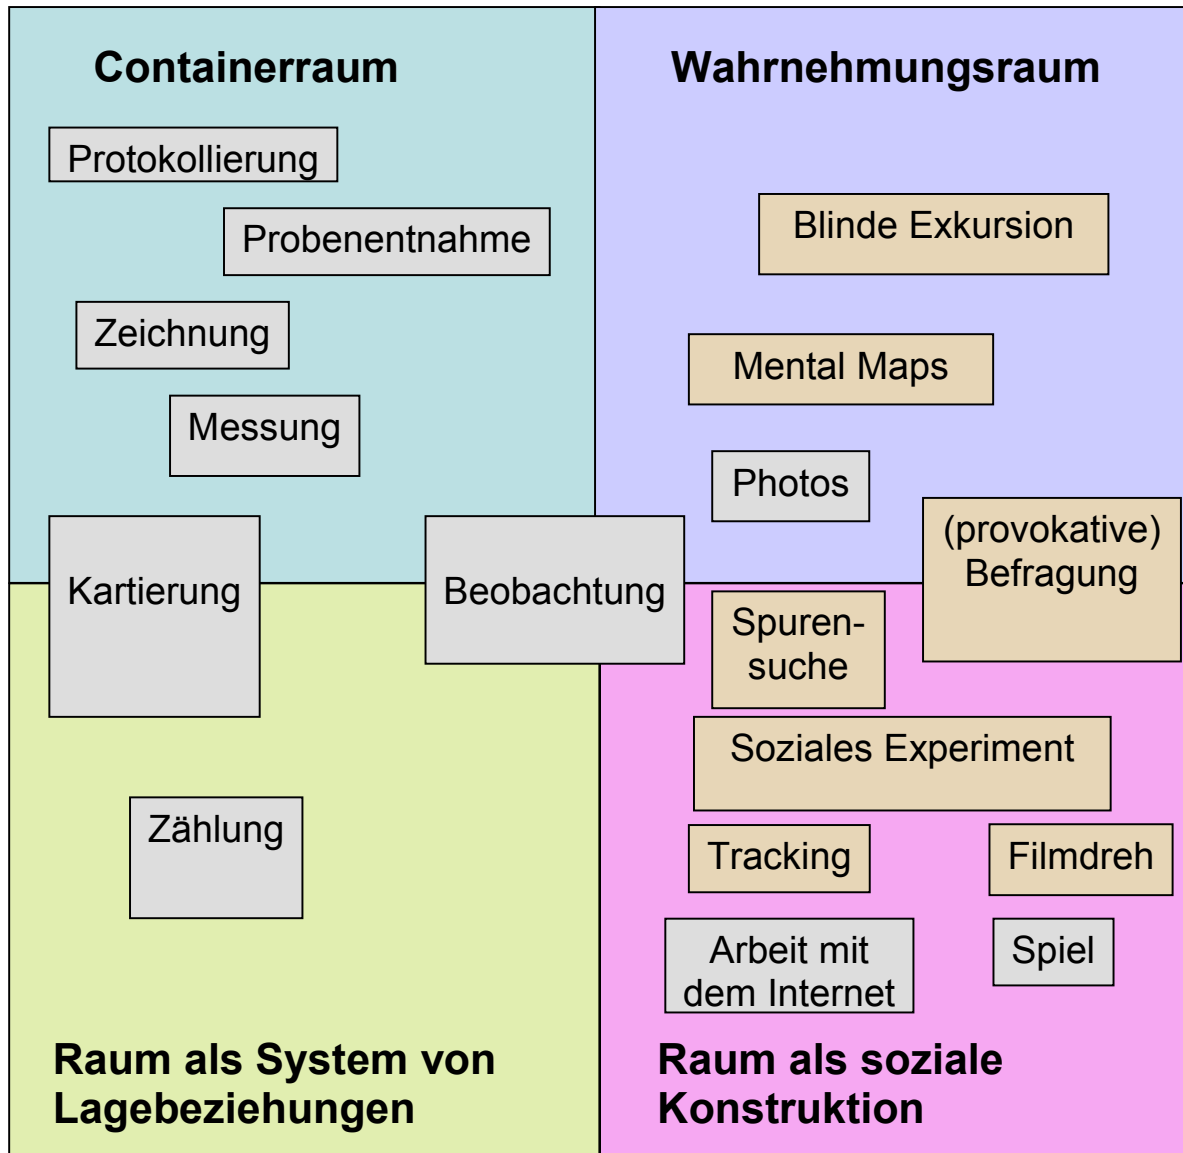 Containerraum
Protokollierung
Probenentnahme
Zeichnung
Messung
Wahrnehmungsraum
Blinde Exkursion
Mental Maps
Photos
(provokative)
Befragung
Kartierung
Beobachtung
Zählung
Raum als System von
Lagebeziehungen
Spuren-
suche
Soziales Experiment
Tracking
Filmdreh
Arbeit mit
dem Internet
Spiel
Raum als soziale
Konstruktion